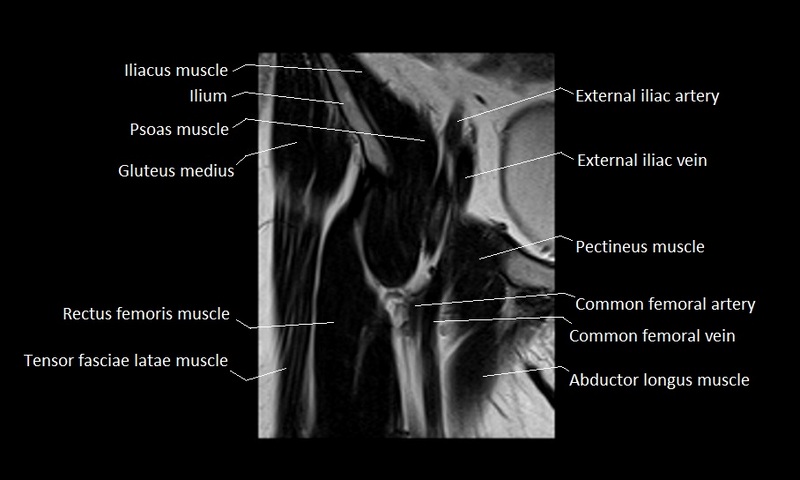 Iliacus muscle
Ilium
Psoas muscle
Gluteus medius
Rectus femoris muscle
Tensor fasciae latae muscle
External iliac artery
External iliac vein
Pectineus muscle
Common femoral artery
Common femoral vein
Abductor longus muscle